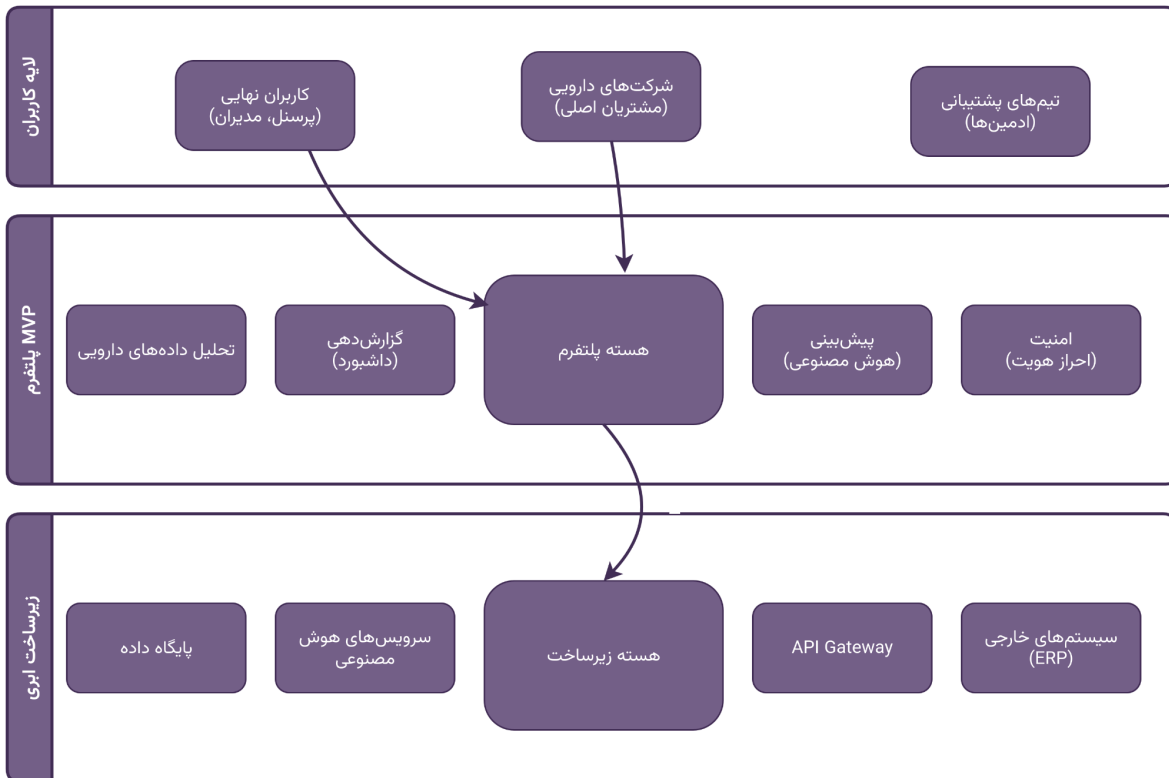 لایه کاربران
تیم‌های پشتیبانی
(ادمین‌ها)
شرکت‌های دارویی
(مشتریان اصلی)
کاربران نهایی
(پرسنل، مدیران)
پلتفرم MVP
امنیت
(احراز هویت)
پیش‌بینی
(هوش مصنوعی)
هسته پلتفرم
گزارش‌دهی
(داشبورد)
تحلیل داده‌های دارویی
زیرساخت ابری
سیستم‌های خارجی
(ERP)
API Gateway
هسته زیرساخت
سرویس‌های هوش
مصنوعی
پایگاه داده